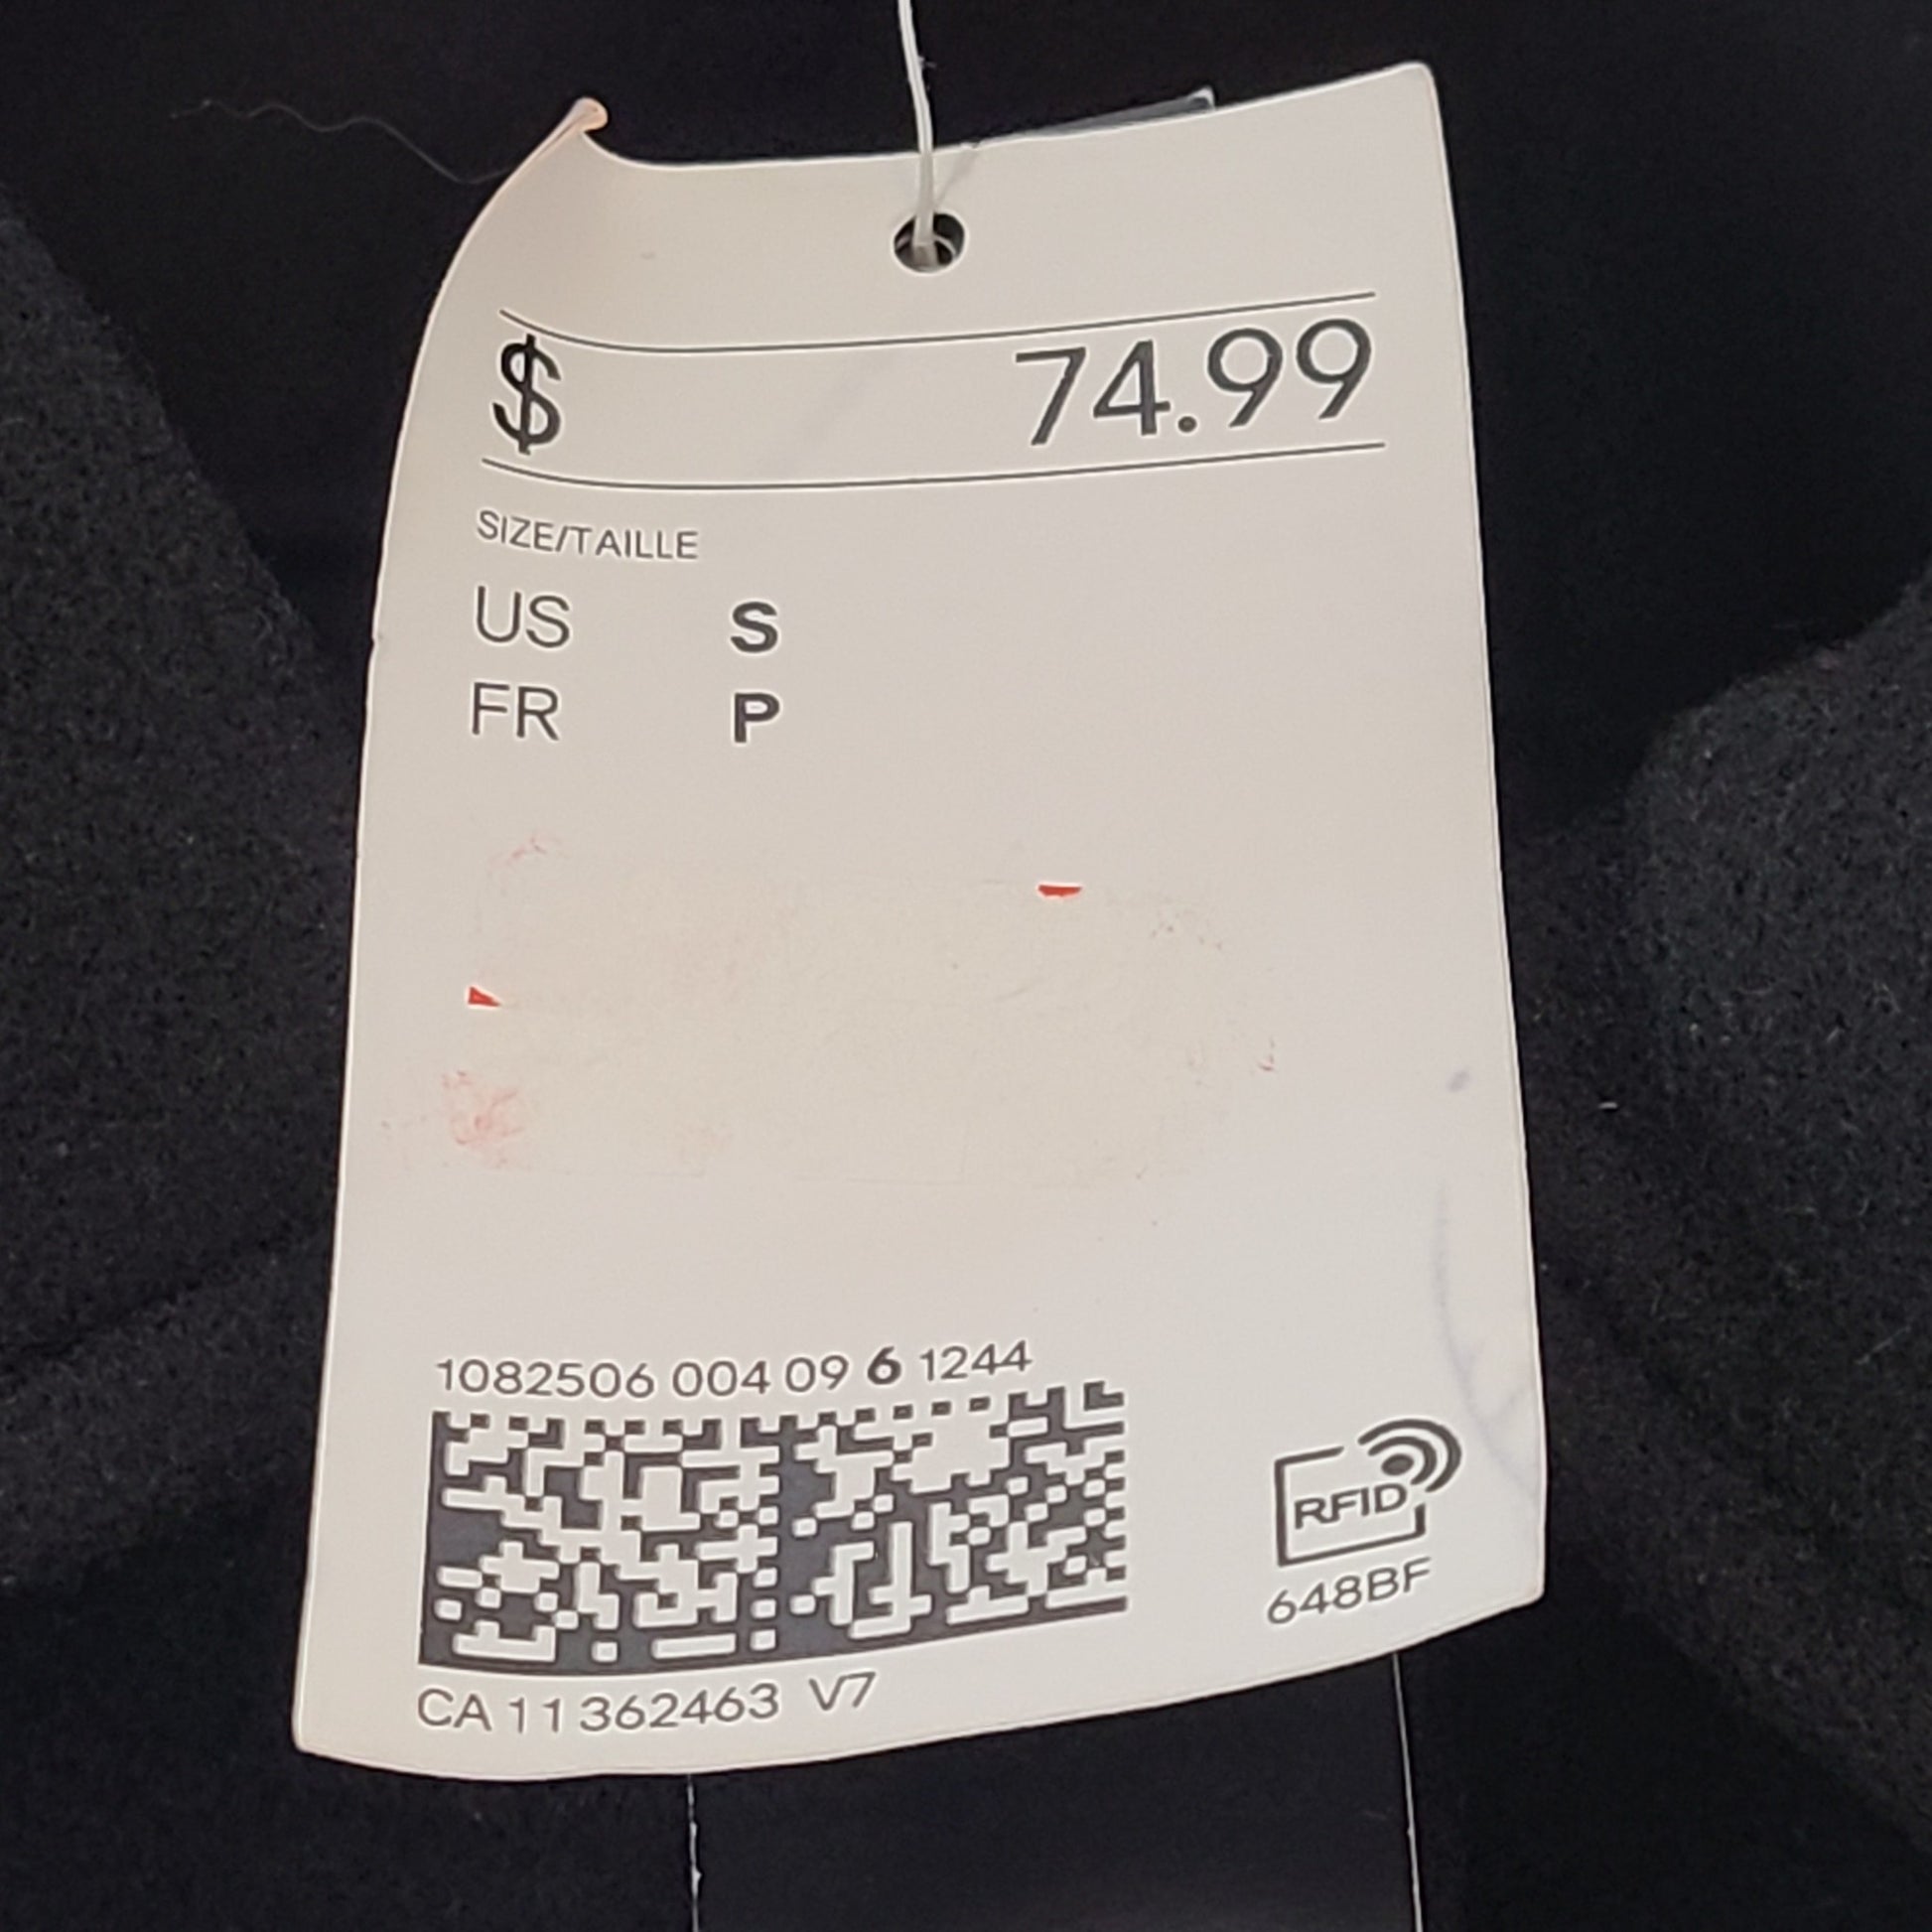 $ 74.99
SIZE/TAILLE
US S
FR P
1082506 004 09 6 1244
RFID
648BF
CA 11 362463 V7